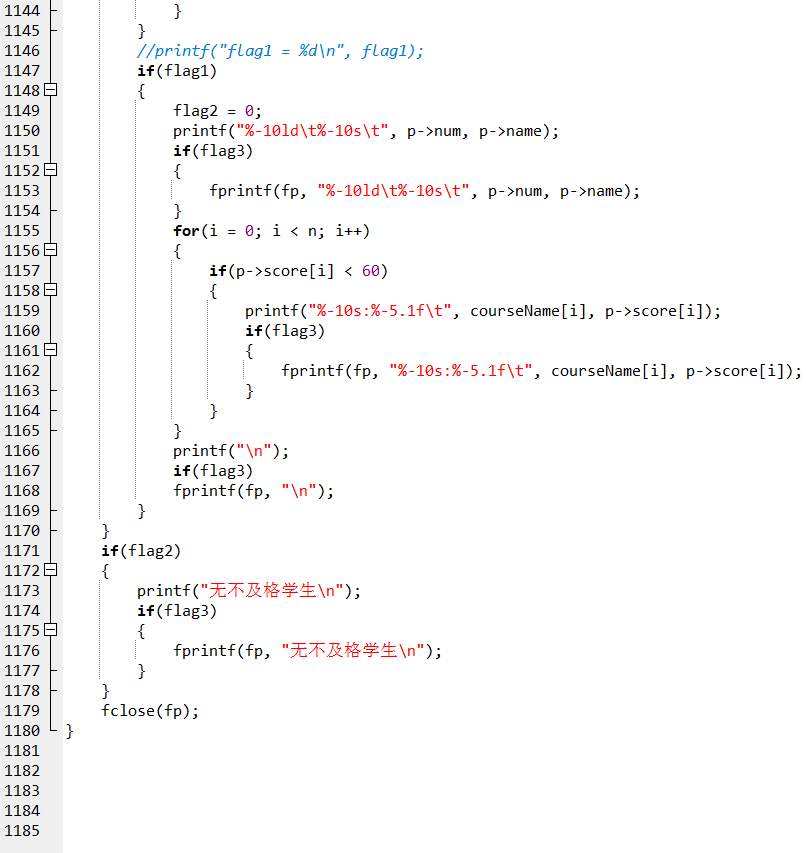 1144 }
1145 }
1146 //printf("flag1 = %d\n", flag1);
1147 if(flag1)
1148 {
1149 flag2 = 0;
1150 printf("%-10ld\t%-10s\t", p->num, p->name);
1151 if(flag3)
1152 {
1153 fprintf(fp, "%-10ld\t%-10s\t", p->num, p->name);
1154 }
1155 for(i = 0; i < n; i++)
1156 {
1157 if(p->score[i] < 60)
1158 {
1159 printf("%-10s:%-5.1f\t", courseName[i], p->score[i]);
1160 if(flag3)
1161 {
1162 fprintf(fp, "%-10s:%-5.1f\t", courseName[i], p->score[i]);
1163 }
1164 }
1165 }
1166 printf("\n");
1167 if(flag3)
1168 fprintf(fp, "\n");
1169 }
1170 }
1171 if(flag2)
1172 {
1173 printf("无不及格学生\n");
1174 if(flag3)
1175 {
1176 fprintf(fp, "无不及格学生\n");
1177 }
1178 }
1179 fclose(fp);
1180 }
1181
1182
1183
1184
1185